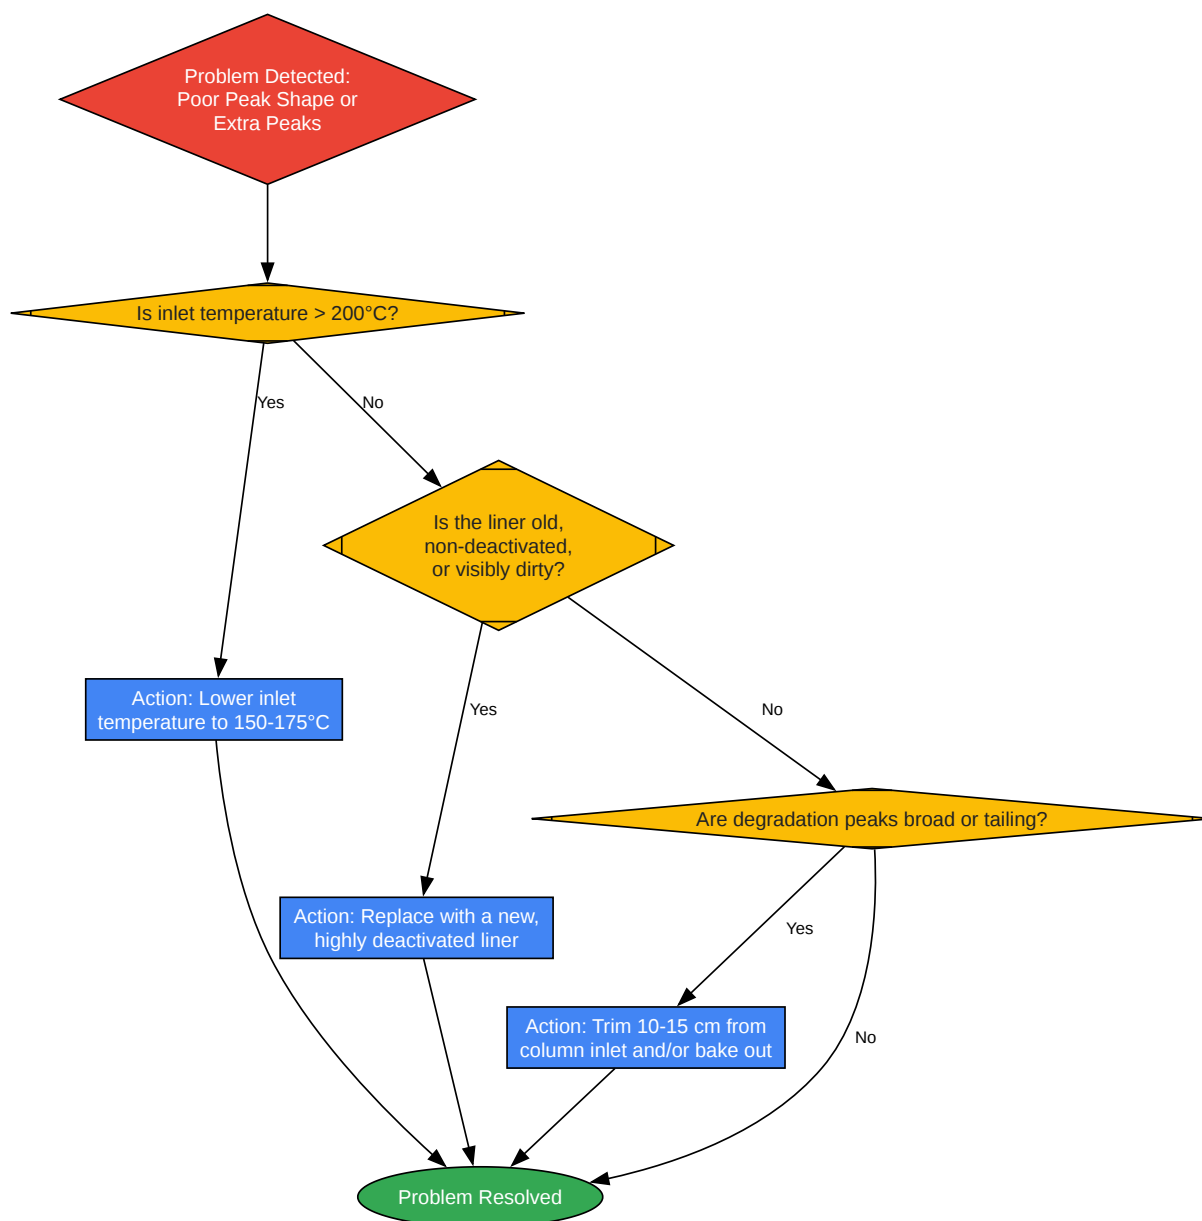 Problem Detected:
Poor Peak Shape or
Extra Peaks
Is inlet temperature > 200°C?
Yes
No
Is the liner old,
non-deactivated,
or visibly dirty?
Action: Lower inlet
temperature to 150-175°C
Yes
No
Are degradation peaks broad or tailing?
Action: Replace with a new,
highly deactivated liner
Yes
Action: Trim 10-15 cm from
column inlet and/or bake out
No
Problem Resolved